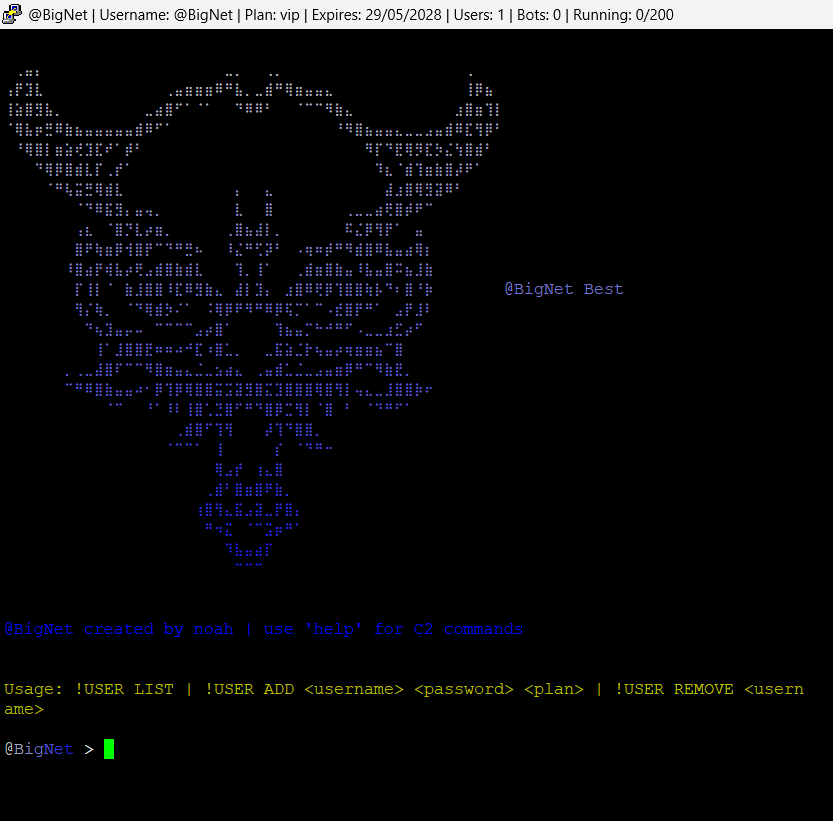 @BigNet | Username: @BigNet | Plan: vip | Expires: 29/05/2028 | Users: 1 | Bots: 0 | Running: 0/200
@BigNet Best
@BigNet created by noah | use 'help' for C2 commands
Usage: !USER LIST | !USER ADD <username> <password> <plan> | !USER REMOVE <usern
ame>
@BigNet >